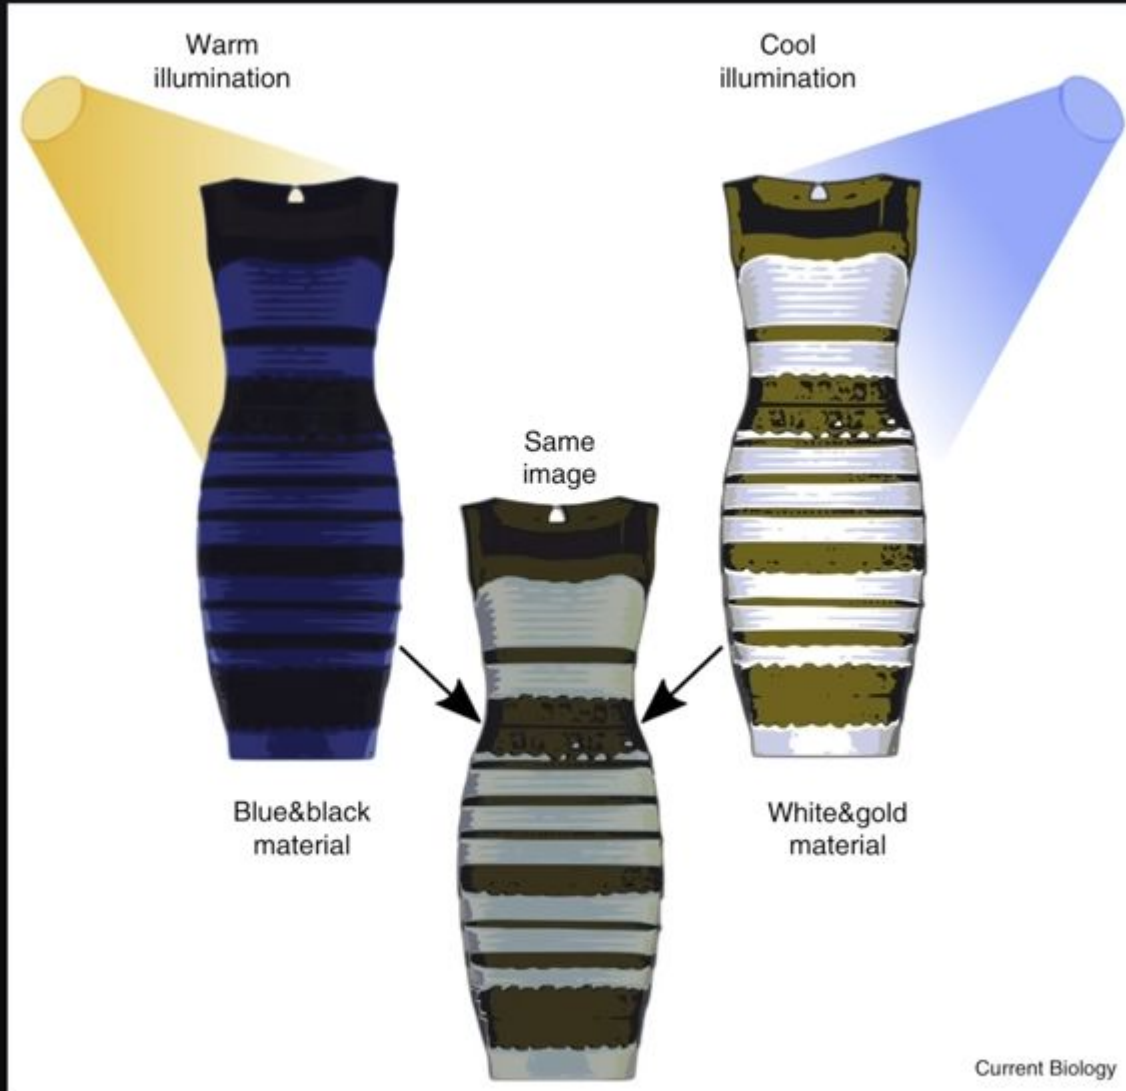 Warm
illumination
Cool
illumination
Same
image
Blue&black
material
White&gold
material
Current Biology